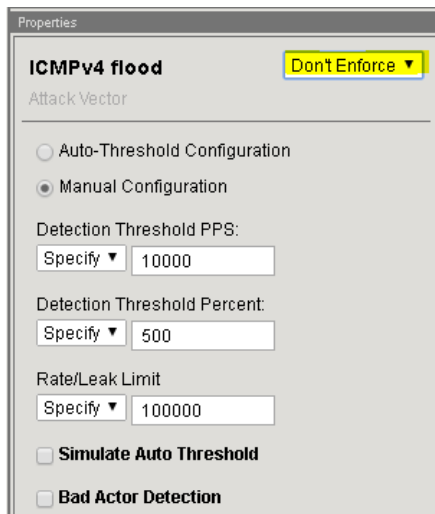 Properties
ICMPv4 flood Don't Enforce
Attack Vector
Auto-Threshold Configuration
Manual Configuration
Detection Threshold PPS:
Specify 10000
Detection Threshold Percent:
Specify 500
Rate/Leak Limit
Specify 100000
Simulate Auto Threshold
Bad Actor Detection